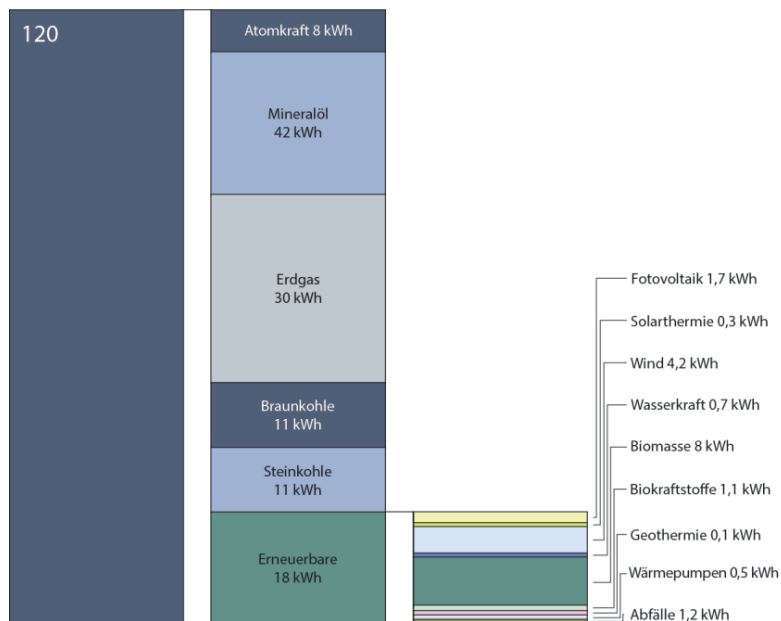 120
Atomkraft 8 kWh
Mineralöl
42 kWh
Erdgas
30 kWh
Braunkohle
11 kWh
Steinkohle
11 kWh
Erneuerbare
18 kWh
Fotovoltaik 1,7 kWh
Solarthermie 0,3 kWh
Wind 4,2 kWh
Wasserkraft 0,7 kWh
Biomasse 8 kWh
Biokraftstoffe 1,1 kWh
Geothermie 0,1 kWh
Wärmepumpen 0,5 kWh
Abfälle 1,2 kWh